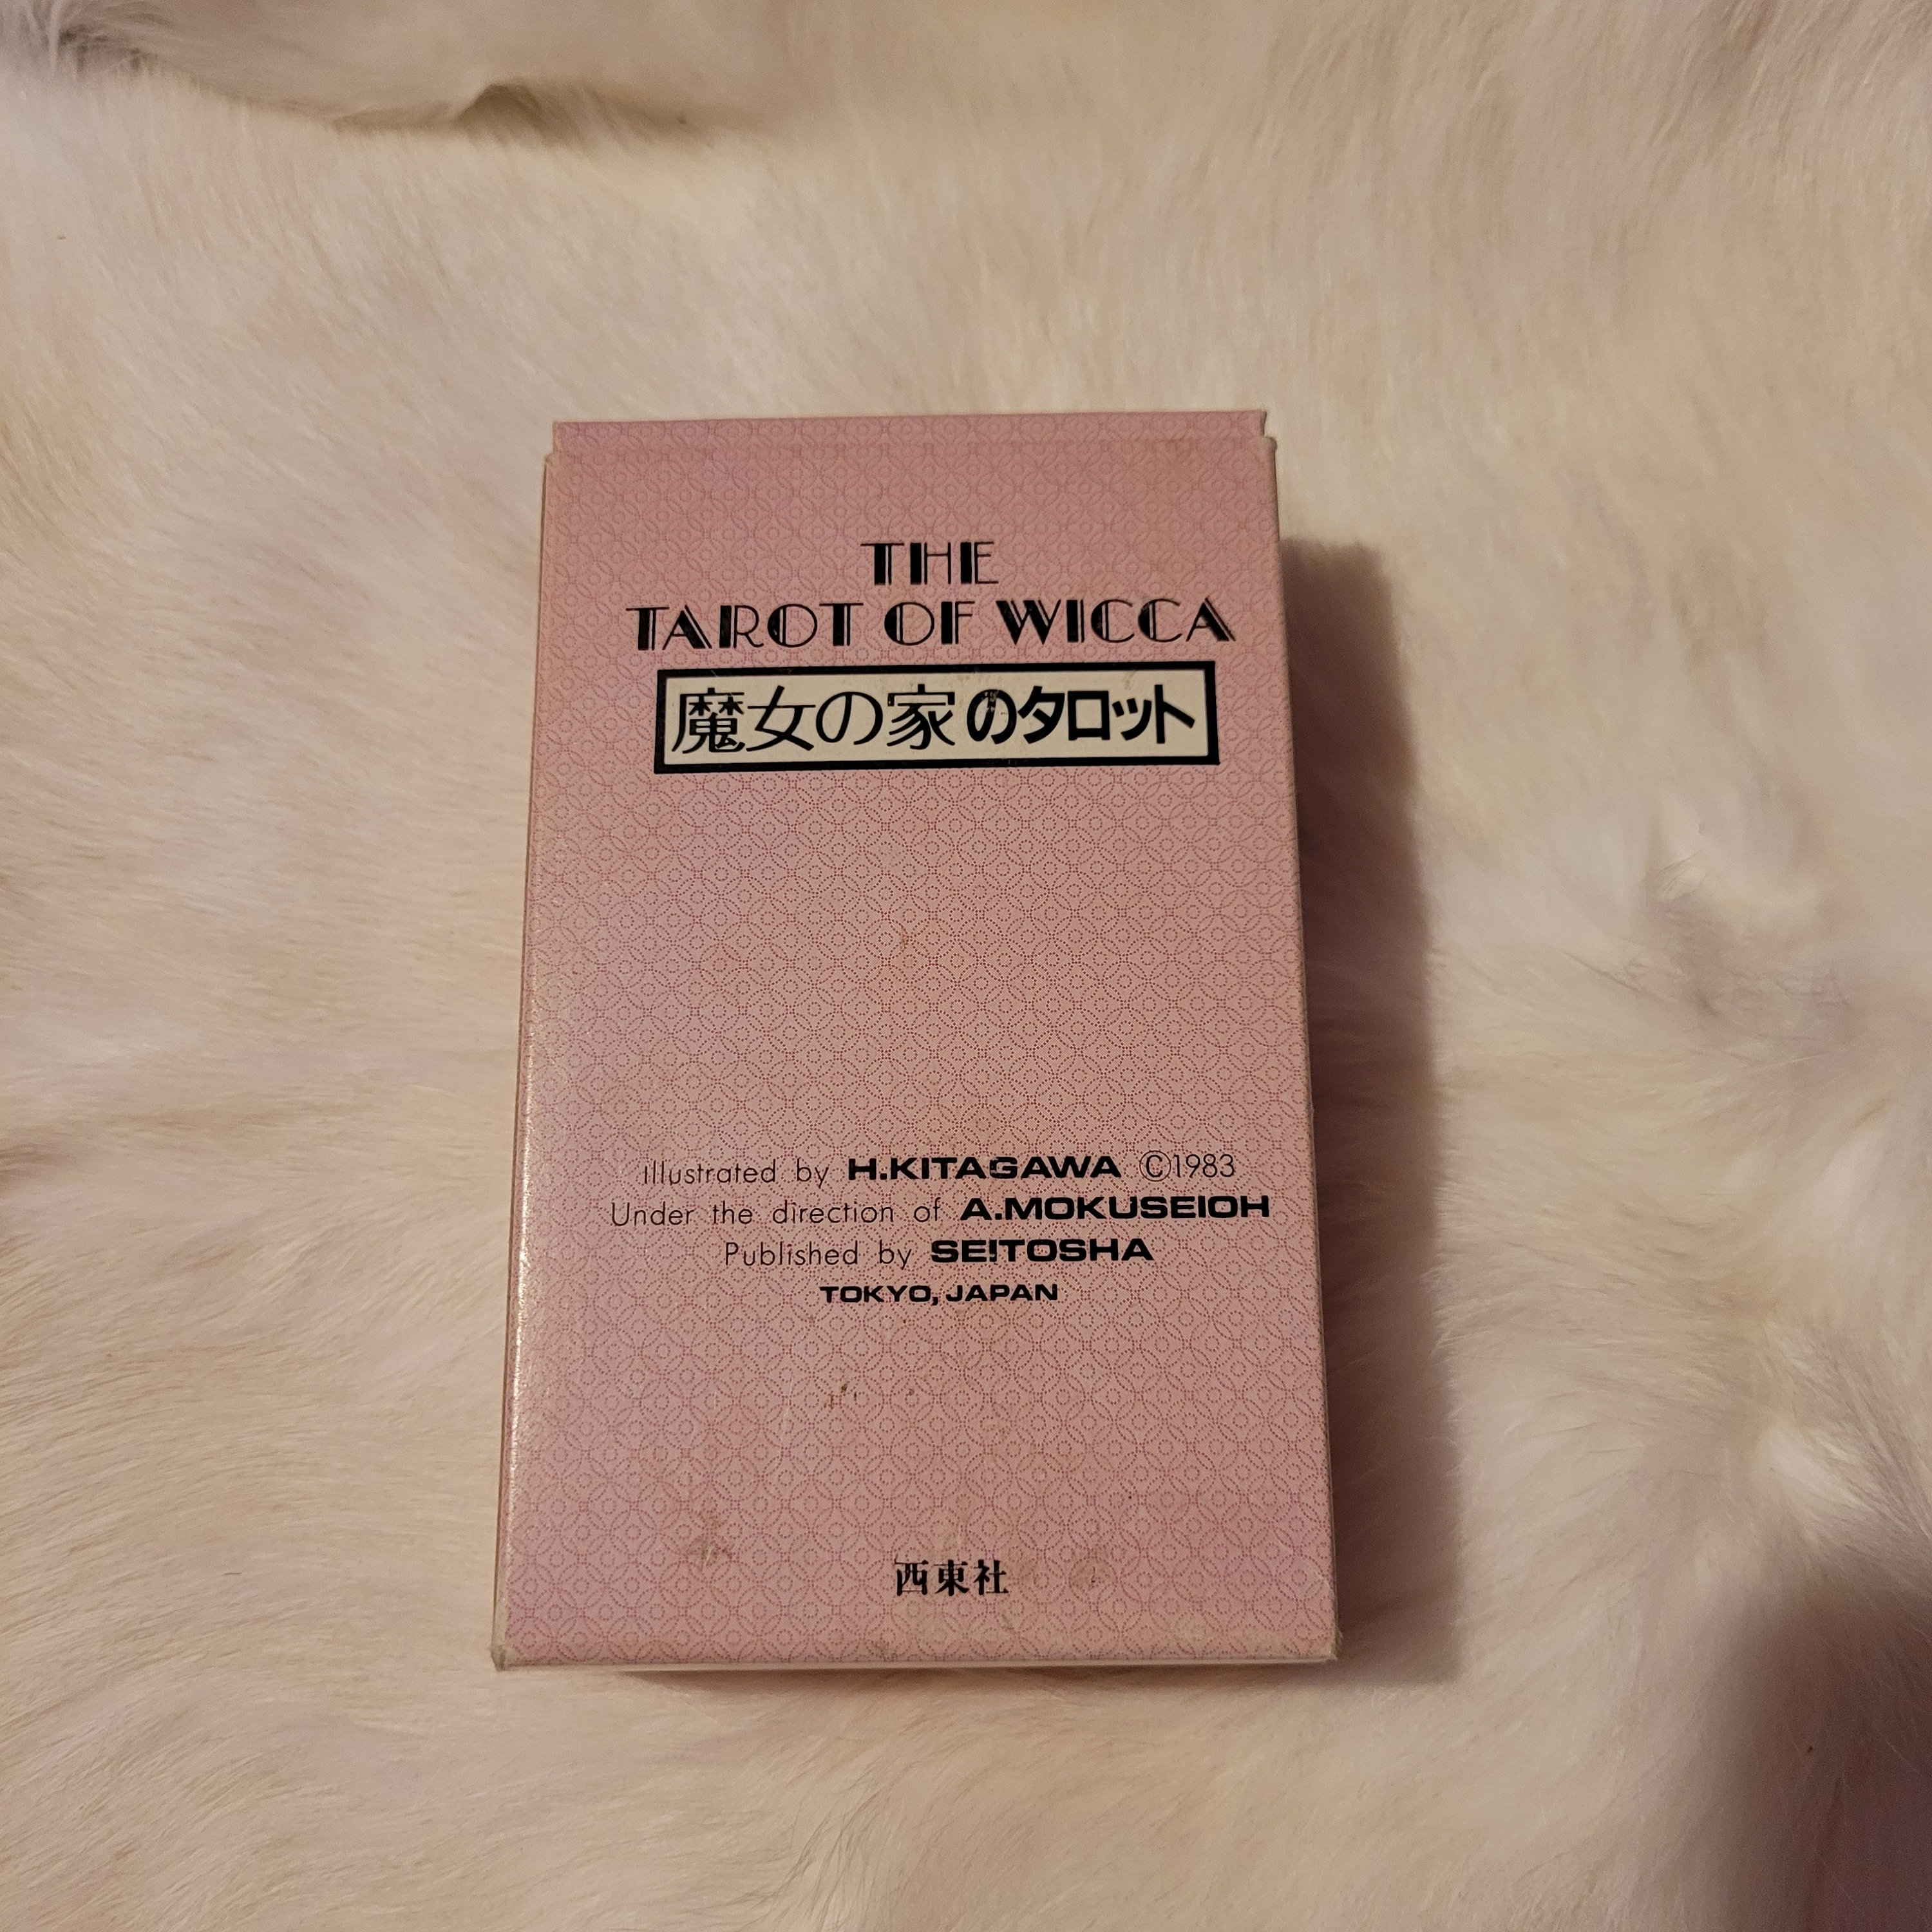 THE
TAROT OF WICCA
魔女の家のタロット
Illustrated by H.KITAGAWA ©1983
Under the direction of A.MOKUSEIOH
Published by SEITOSHA
TOKYO, JAPAN
西東社